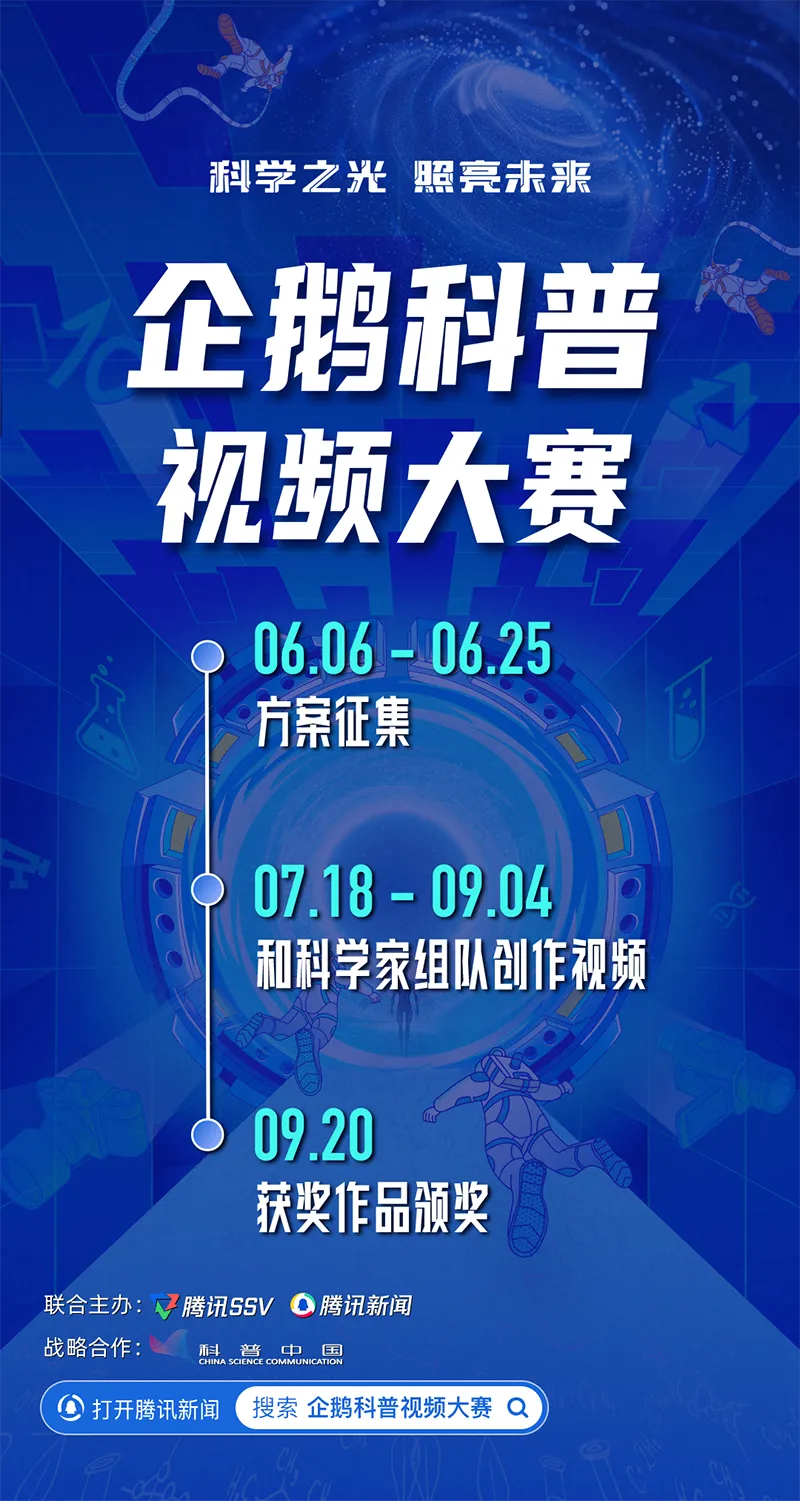 科学之光 照亮未来
企鹅科普
视频大赛
06.06 - 06.25
方案征集
07.18 - 09.04
和科学家组队创作视频
09.20
获奖作品颁奖
联合主办: 腾讯SSV 腾讯新闻
战略合作: 科普中国
CHINA SCIENCE COMMUNICATION
打开腾讯新闻 搜索 企鹅科普视频大赛